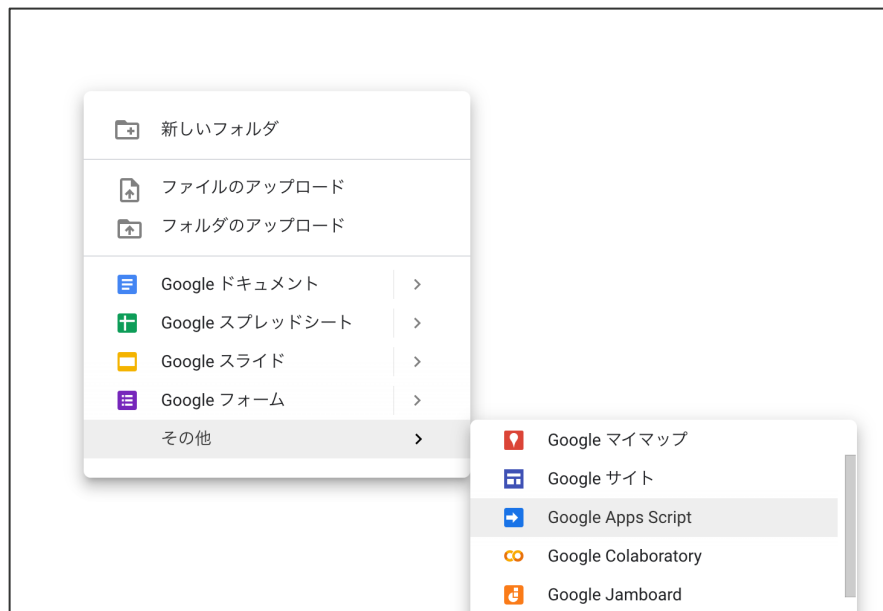 新しいフォルダ
ファイルのアップロード
フォルダのアップロード
Google ドキュメント
Google スプレッドシート
Google スライド
Google フォーム
その他
Google マイマップ
Google サイト
Google Apps Script
Google Colaboratory
Google Jamboard